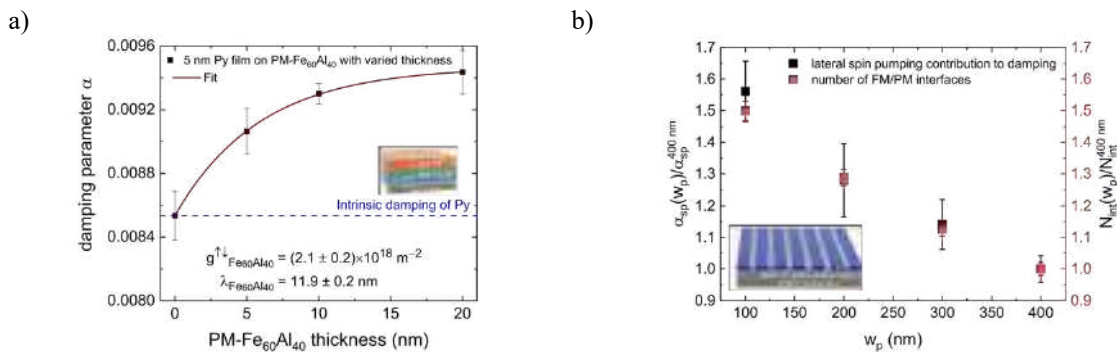 a)
0.0096
0.0092
0.0088
0.0084
0.0080
damping parameter α
5 nm Py film on PM-Fe60Al40 with varied thickness
Fit
Intrinsic damping of Py
g↑↓Fe60Al40 = (2.1 ± 0.2)×10^18 m^−2
λFe60Al40 = 11.9 ± 0.2 nm
0 5 10 15 20
PM-Fe60Al40 thickness (nm)
b)
1.7 1.7
1.6 1.6
1.5 1.5
1.4 1.4
1.3 1.3
1.2 1.2
1.1 1.1
1.0 1.0
0.9 0.9
αsp(wp)/αsp^400 nm
lateral spin pumping contribution to damping
number of FM/PM interfaces
Nint(wp)/Nint^400 nm
100 150 200 250 300 350 400
wp (nm)